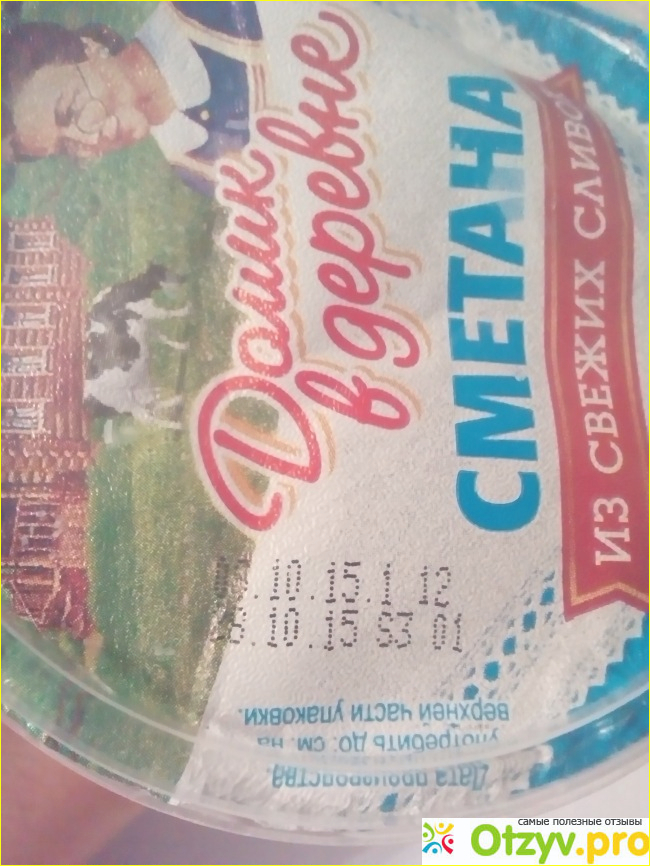 Домик
в деревне
СМЕТАНА
ИЗ СВЕЖИХ СЛИВО
.10.15.1 12
.10.15 S3 01
Дата производства,
употребить до: см. на
верхней части упаковки.
самые полезные отзывы
Otzyv.pro